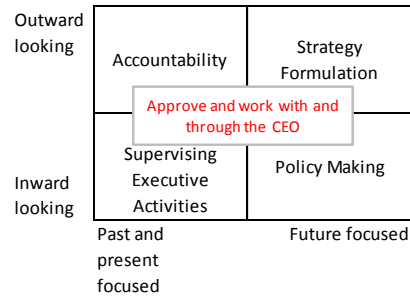 Outward
looking
Accountability
Strategy
Formulation
Approve and work with and
through the CEO
Inward
looking
Supervising
Executive
Activities
Policy Making
Past and
present
focused
Future focused